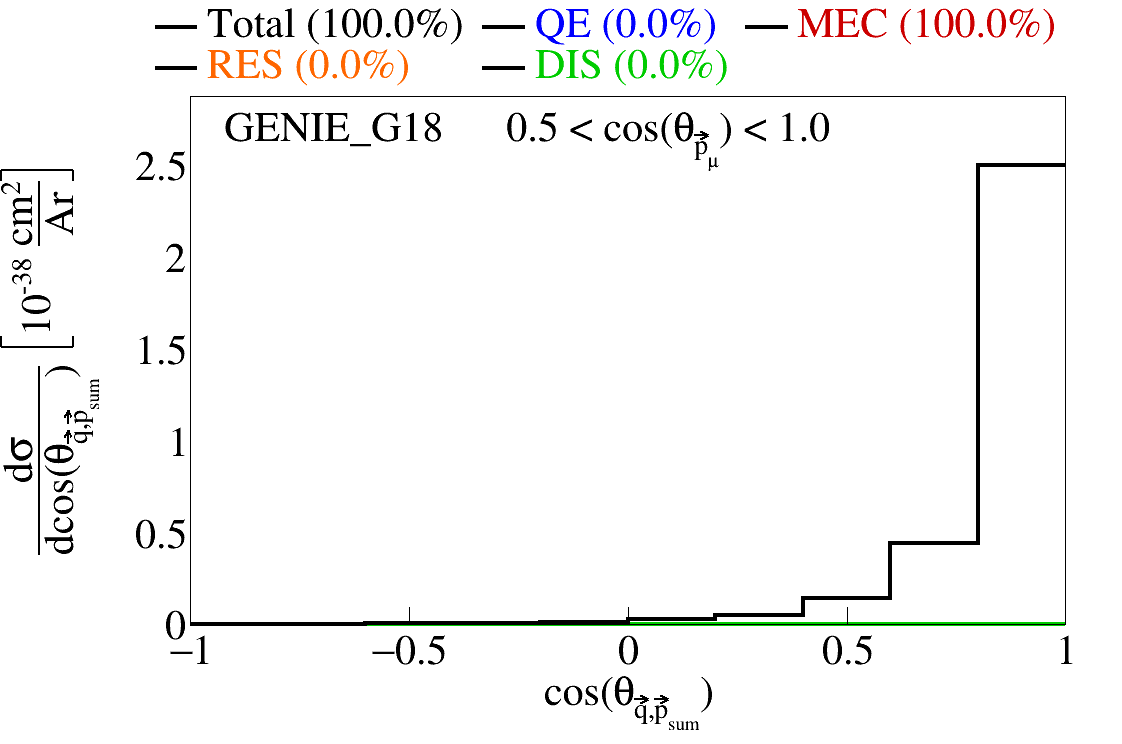 Total (100.0%) QE (0.0%) MEC (100.0%)
RES (0.0%) DIS (0.0%)
GENIE_G18 0.5 < cos(θ_{p⃗_μ}) < 1.0
dσ/dcos(θ_{q⃗,p⃗_sum}) [10^{-38} cm^2/Ar]
2.5
2
1.5
1
0.5
0
−1 −0.5 0 0.5 1
cos(θ_{q⃗,p⃗_sum})